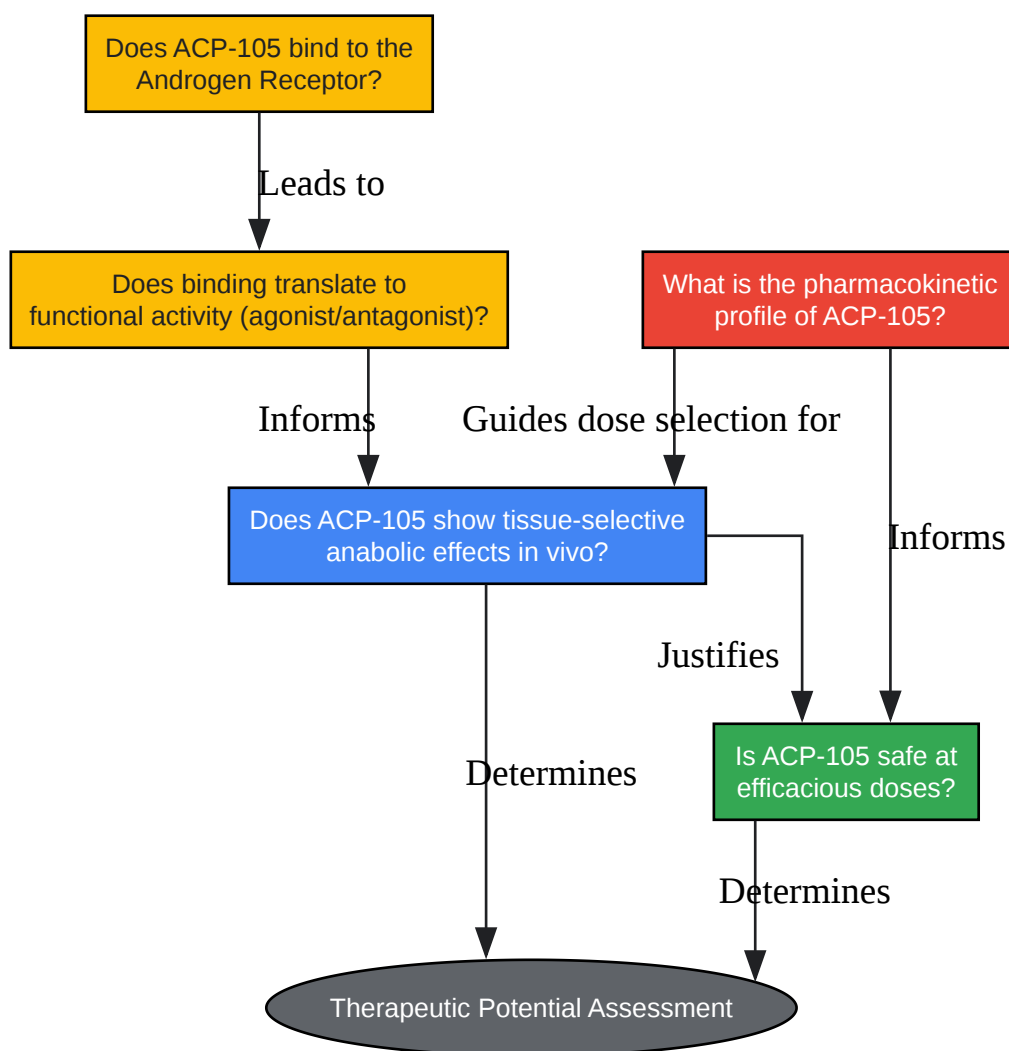 Does ACP-105 bind to the
Androgen Receptor?
Leads to
Does binding translate to
functional activity (agonist/antagonist)?
What is the pharmacokinetic
profile of ACP-105?
Informs
Guides dose selection for
Does ACP-105 show tissue-selective
anabolic effects in vivo?
Informs
Justifies
Is ACP-105 safe at
efficacious doses?
Determines
Determines
Therapeutic Potential Assessment